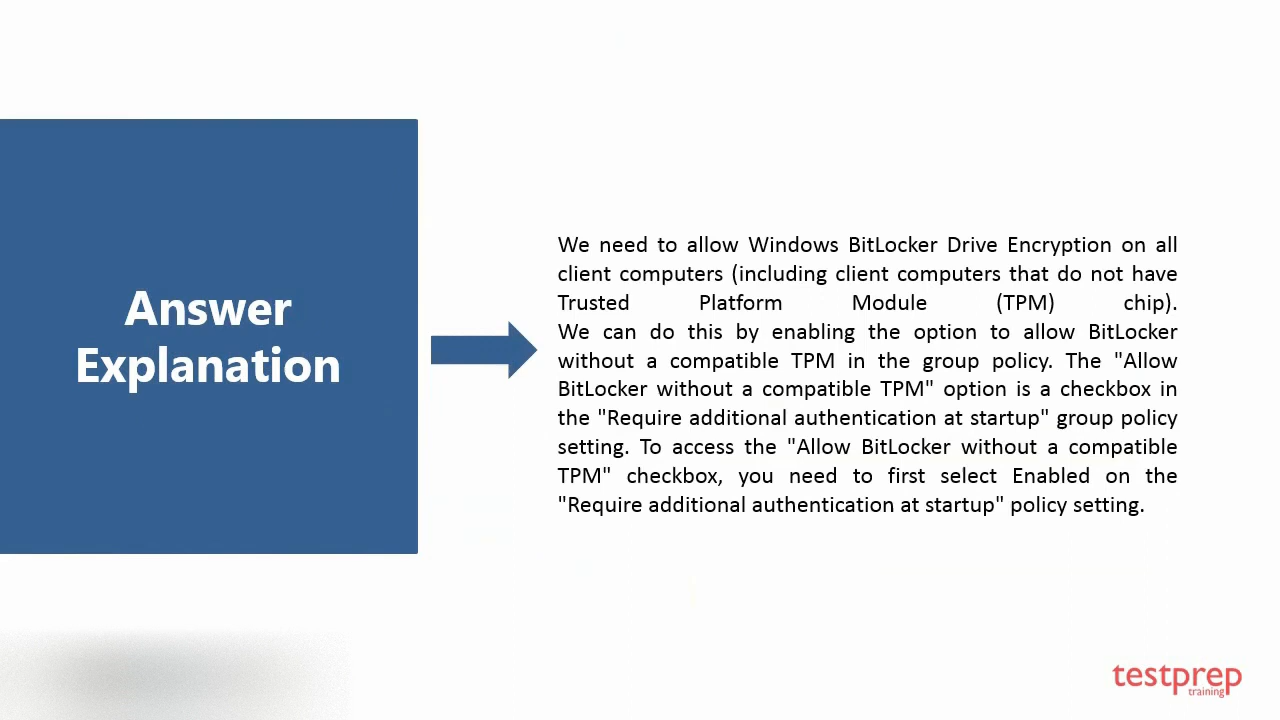 Answer
Explanation
We need to allow Windows BitLocker Drive Encryption on all
client computers (including client computers that do not have
Trusted Platform Module (TPM) chip).
We can do this by enabling the option to allow BitLocker
without a compatible TPM in the group policy. The "Allow
BitLocker without a compatible TPM" option is a checkbox in
the "Require additional authentication at startup" group policy
setting. To access the "Allow BitLocker without a compatible
TPM" checkbox, you need to first select Enabled on the
"Require additional authentication at startup" policy setting.
testprep
training